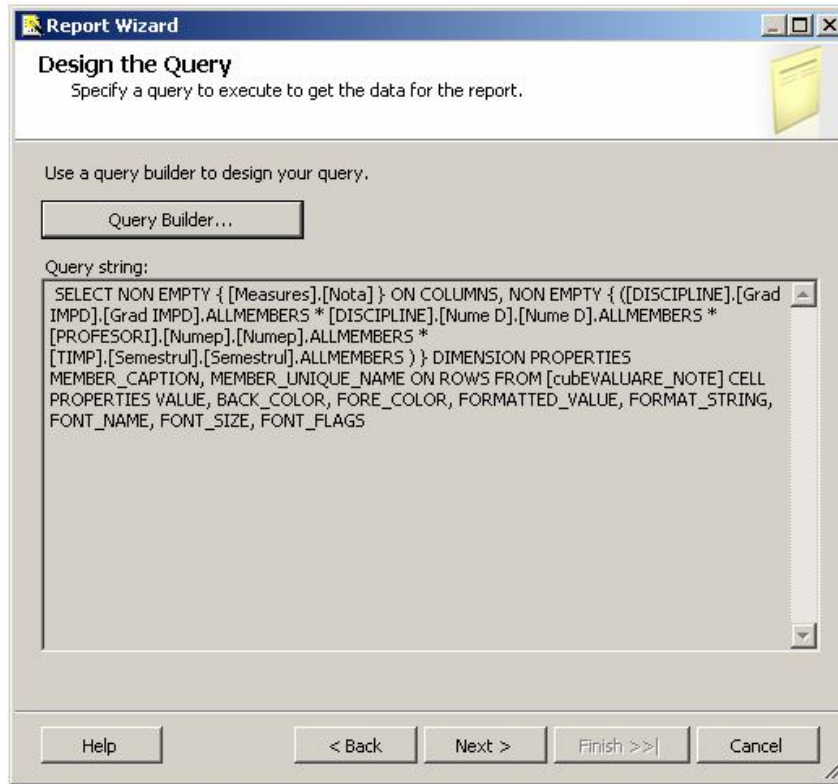 Report Wizard
Design the Query
Specify a query to execute to get the data for the report.
Use a query builder to design your query.
Query Builder...
Query string:
SELECT NON EMPTY { [Measures].[Nota] } ON COLUMNS, NON EMPTY { ([DISCIPLINE].[Grad
IMPD].[Grad IMPD].ALLMEMBERS * [DISCIPLINE].[Nume D].[Nume D].ALLMEMBERS *
[PROFESORI].[Numep].[Numep].ALLMEMBERS *
[TIMP].[Semestrul].[Semestrul].ALLMEMBERS ) } DIMENSION PROPERTIES
MEMBER_CAPTION, MEMBER_UNIQUE_NAME ON ROWS FROM [cubEVALUARE_NOTE] CELL
PROPERTIES VALUE, BACK_COLOR, FORE_COLOR, FORMATTED_VALUE, FORMAT_STRING,
FONT_NAME, FONT_SIZE, FONT_FLAGS
Help
< Back
Next >
Finish >>|
Cancel